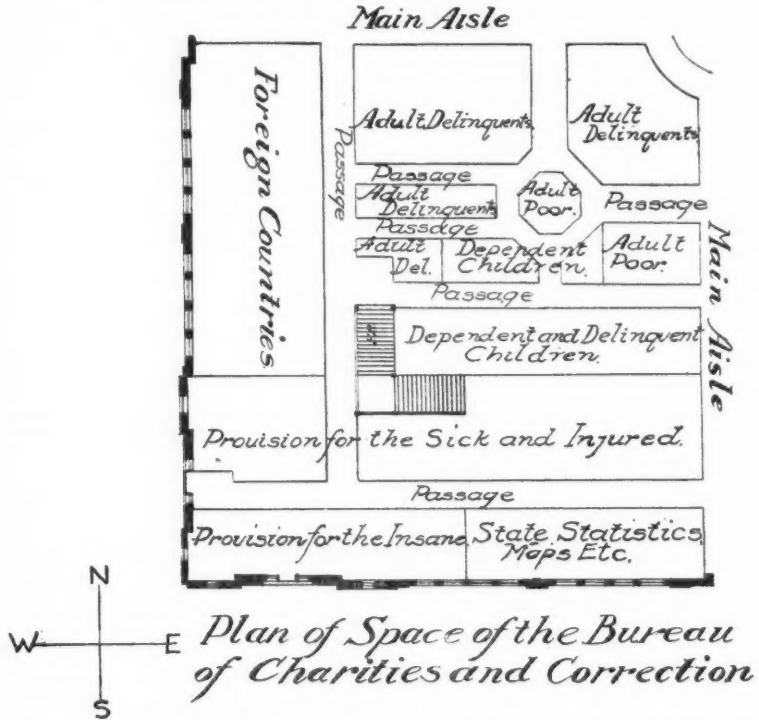 Main Aisle
Foreign Countries
Passage
Adult Delinquents.
Adult
Delinquents.
Passage
Adult
Delinquents
Adult
Poor.
Passage
Passage
Adult
Del.
Dependent
Children.
Adult
Poor.
Main Aisle
Passage
Up
Dependent and Delinquent
Children.
Provision for the Sick and Injured.
Passage
Provision for the Insane.
State Statistics,
Maps Etc.
N
W
E
S
Plan of Space of the Bureau
of Charities and Correction